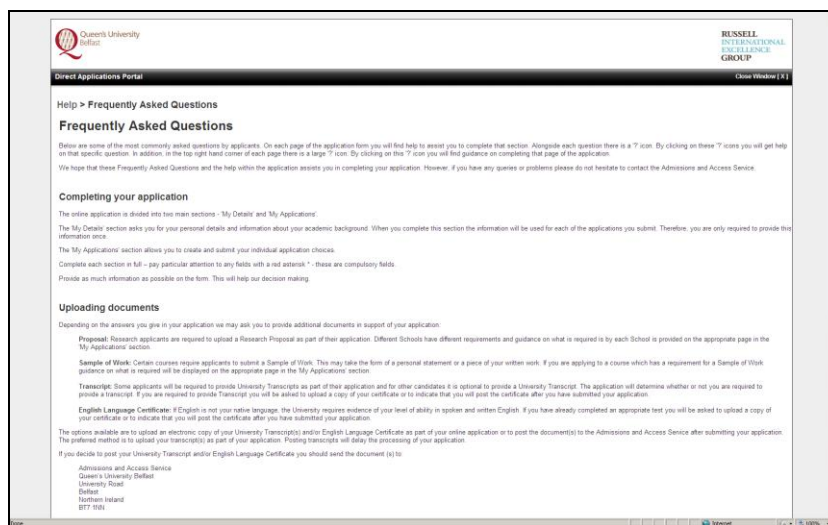 Queen's University
Belfast
RUSSELL
INTERNATIONAL
EXCELLENCE
GROUP
Direct Applications Portal
Close Window [ X ]
Help > Frequently Asked Questions
Frequently Asked Questions
Below are some of the most commonly asked questions by applicants. On each page of the application form you will find help to assist you to complete that section. Alongside each question there is a '?' icon. By clicking on these '?' icons you will get help
on that specific question. In addition, in the top right hand corner of each page there is a large '?' icon. By clicking on this '?' icon you will find guidance on completing that page of the application.
We hope that these Frequently Asked Questions and the help within the application assists you in completing your application. However, if you have any queries or problems please do not hesitate to contact the Admissions and Access Service.
Completing your application
The online application is divided into two main sections - 'My Details' and 'My Applications'.
The 'My Details' section asks you for your personal details and information about your academic background. When you complete this section the information will be used for each of the applications you submit. Therefore, you are only required to provide this
information once.
The 'My Applications' section allows you to create and submit your individual application choices.
Complete each section in full – pay particular attention to any fields with a red asterisk * - these are compulsory fields.
Provide as much information as possible on the form. This will help our decision making.
Uploading documents
Depending on the answers you give in your application we may ask you to provide additional documents in support of your application:
Proposal: Research applicants are required to upload a Research Proposal as part of their application. Different Schools have different requirements and guidance on what is required is by each School is provided on the appropriate page in the
'My Applications' section.
Sample of Work: Certain courses require applicants to submit a Sample of Work. This may take the form of a personal statement or a piece of your written work. If you are applying to a course which has a requirement for a Sample of Work
guidance on what is required will be displayed on the appropriate page in the 'My Applications' section.
Transcript: Some applicants will be required to provide University Transcripts as part of their application and for other candidates it is optional to provide a University Transcript. The application will determine whether or not you are required to
provide a transcript. If you are required to provide Transcript you will be asked to upload a copy of your certificate or to indicate that you will post the certificate after you have submitted your application.
English Language Certificate: If English is not your native language, the University requires evidence of your level of ability in spoken and written English. If you have already completed an appropriate test you will be asked to upload a copy of
your certificate or to indicate that you will post the certificate after you have submitted your application.
The options available are to upload an electronic copy of your University Transcript(s) and/or English Language Certificate as part of your online application or to post the document(s) to the Admissions and Access Service after submitting your application.
The preferred method is to upload your transcript(s) as part of your application. Posting transcripts will delay the processing of your application.
If you decide to post your University Transcript and/or English Language Certificate you should send the document (s) to:
Admissions and Access Service
Queen's University Belfast
University Road
Belfast
Northern Ireland
BT7 1NN
Done
Internet
100%